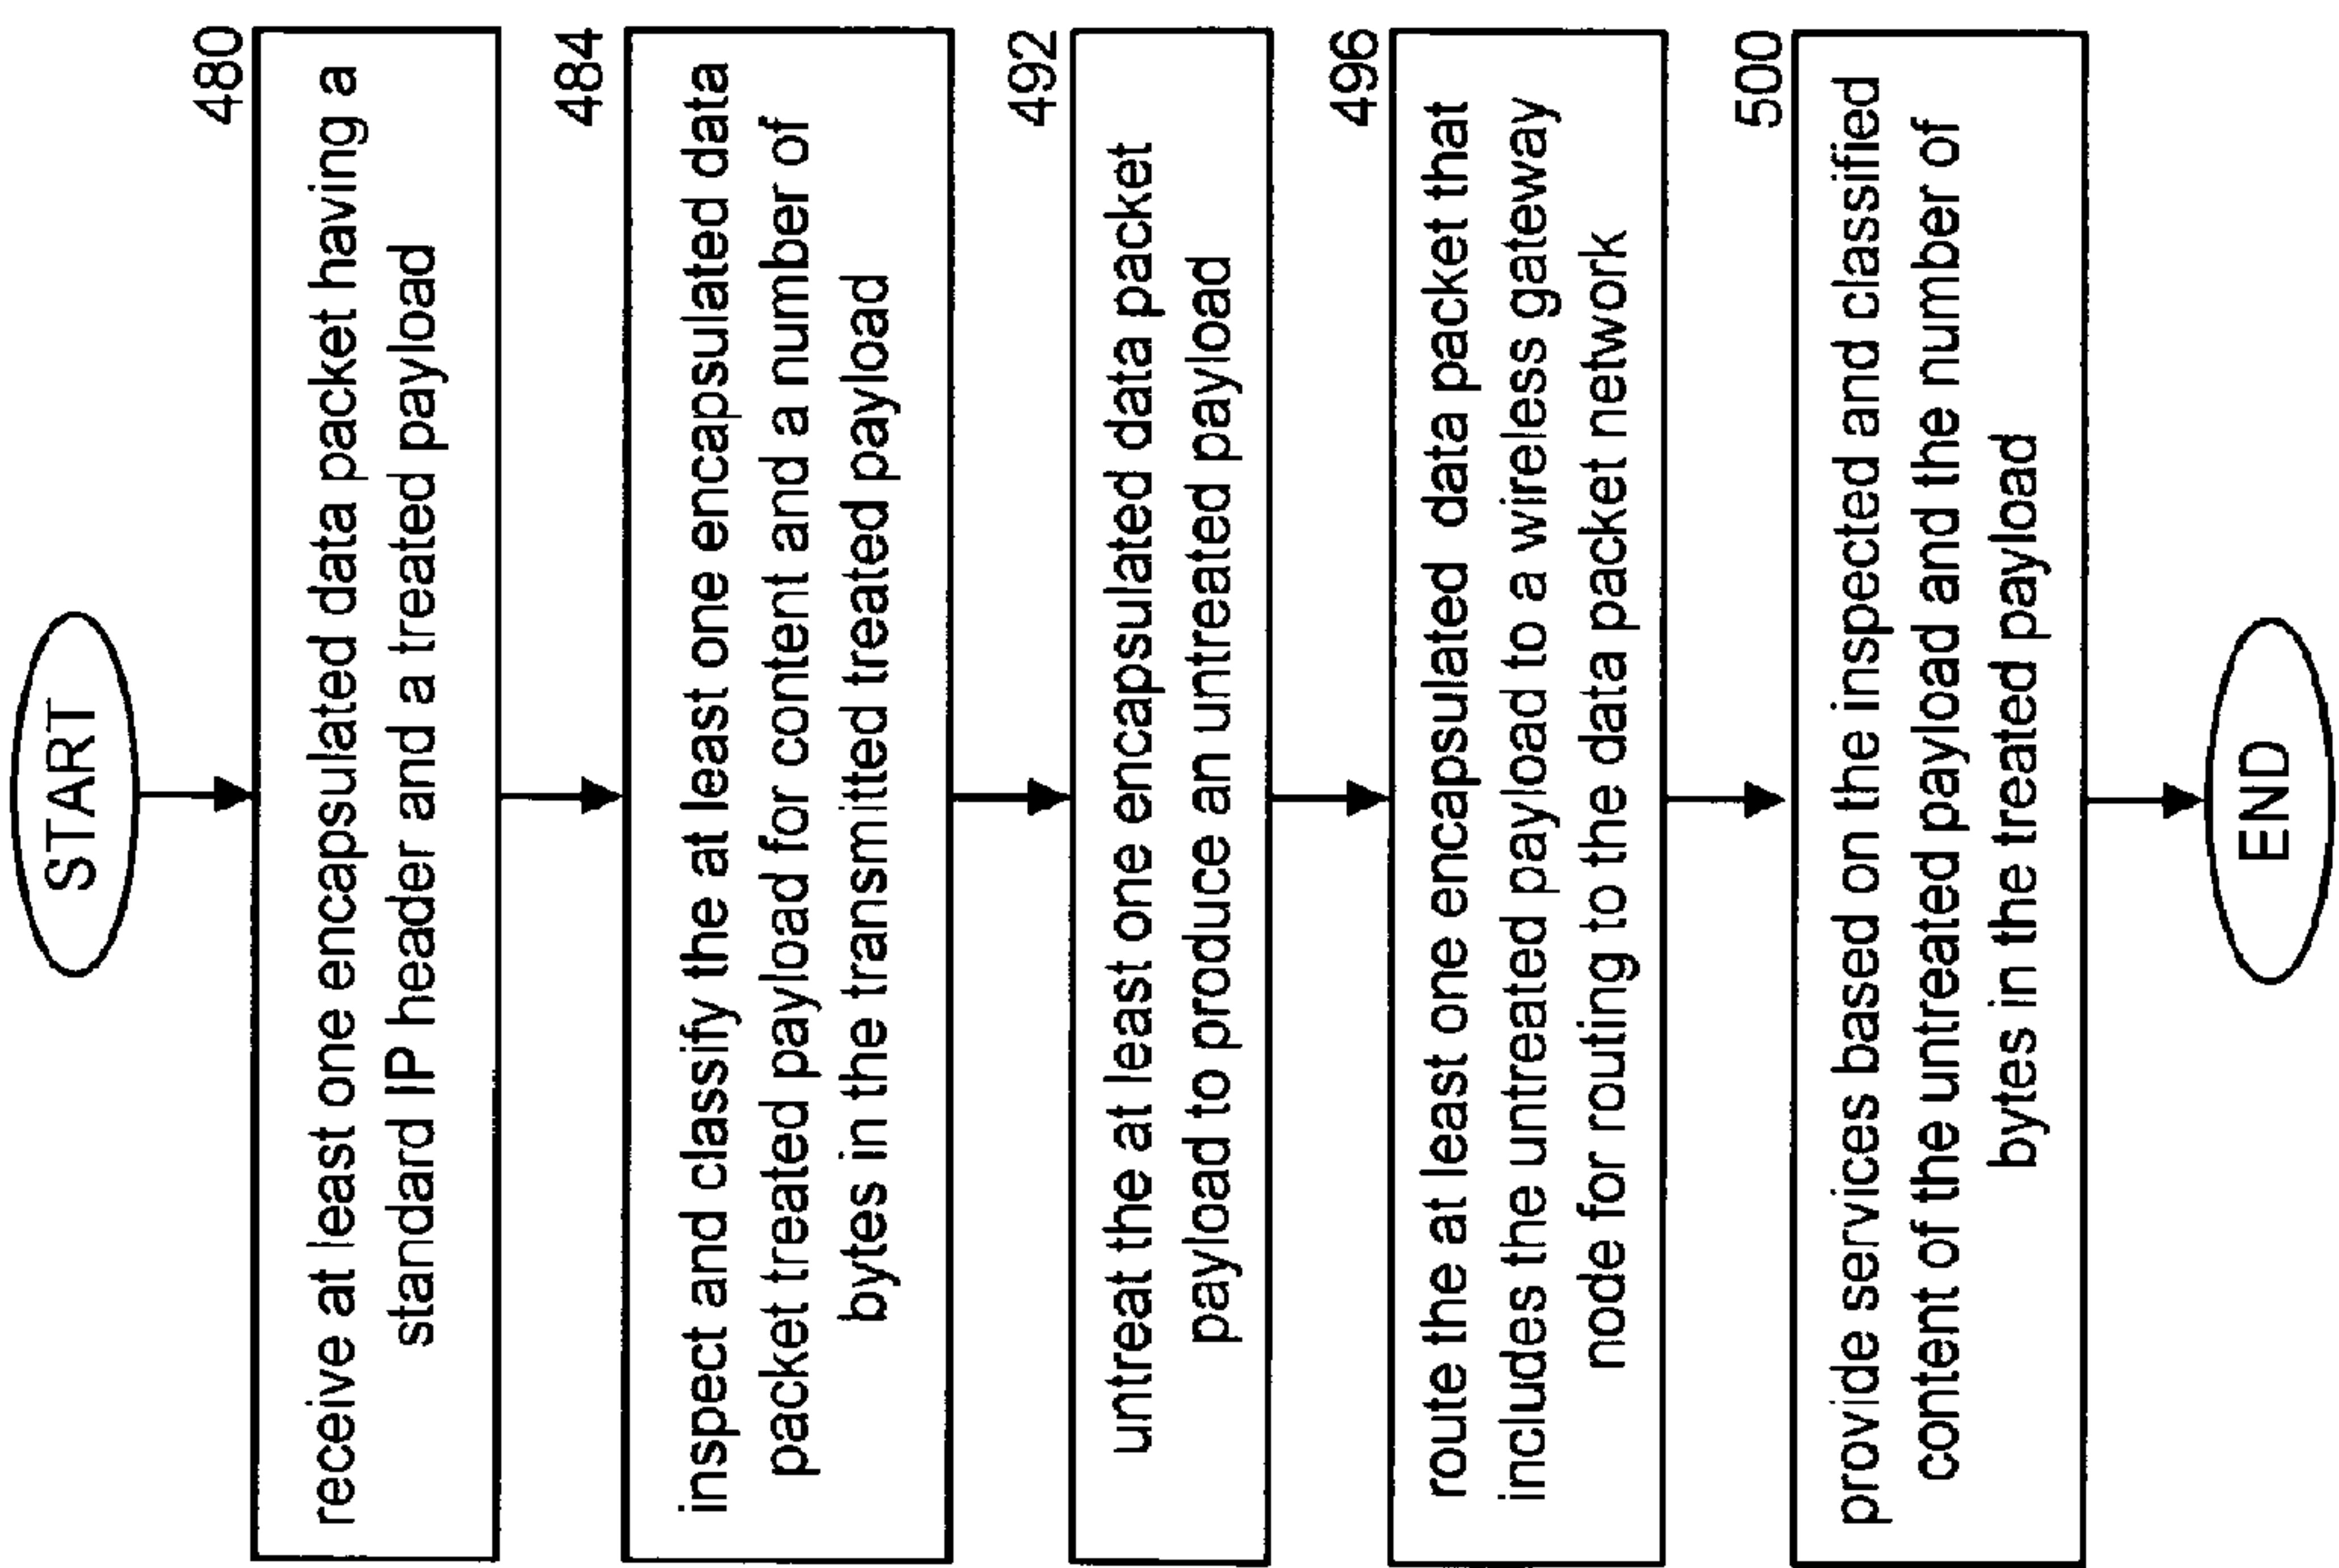 START
480
receive at least one encapsulated data packet having a
standard IP header and a treated payload
484
inspect and classify the at least one encapsulated data
packet treated payload for content and a number of
bytes in the transmitted treated payload
492
untreat the at least one encapsulated data packet
payload to produce an untreated payload
496
route the at least one encapsulated data packet that
includes the untreated payload to a wireless gateway
node for routing to the data packet network
500
provide services based on the inspected and classified
content of the untreated payload and the number of
bytes in the treated payload
END